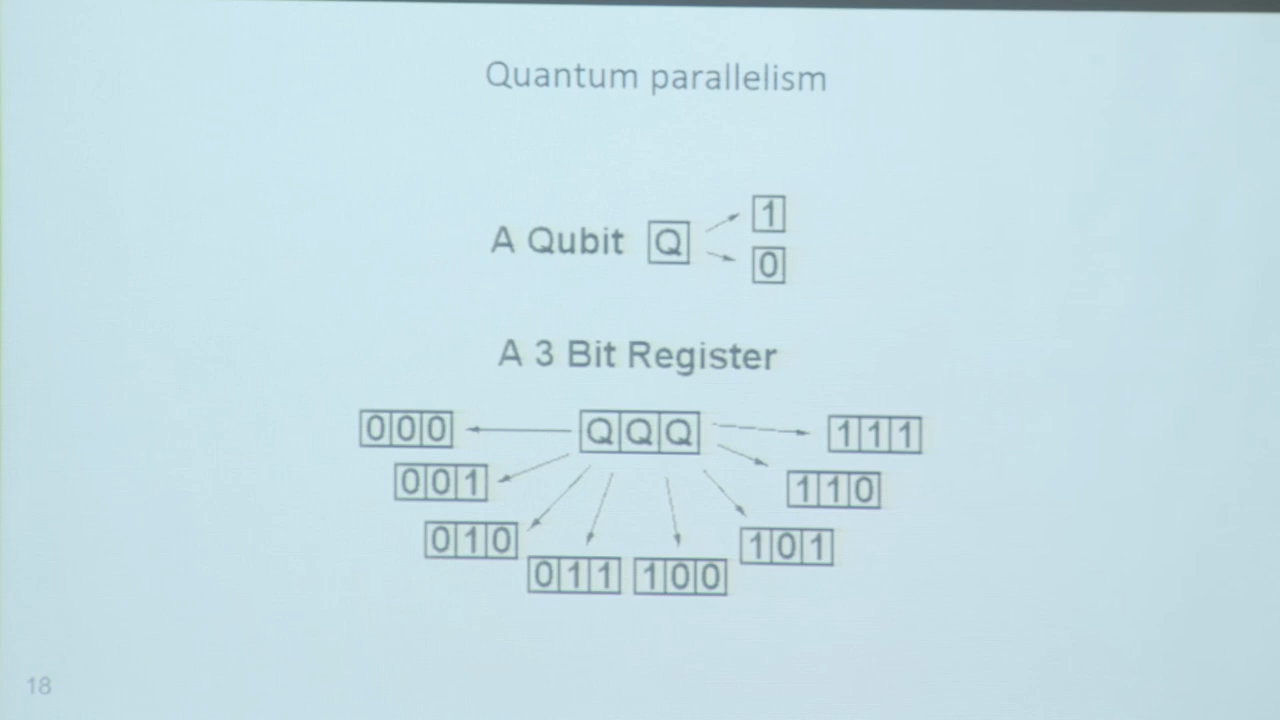 Quantum parallelism
A Qubit Q 1
0
A 3 Bit Register
000 QQQ 111
001 110
010 101
011 100
18